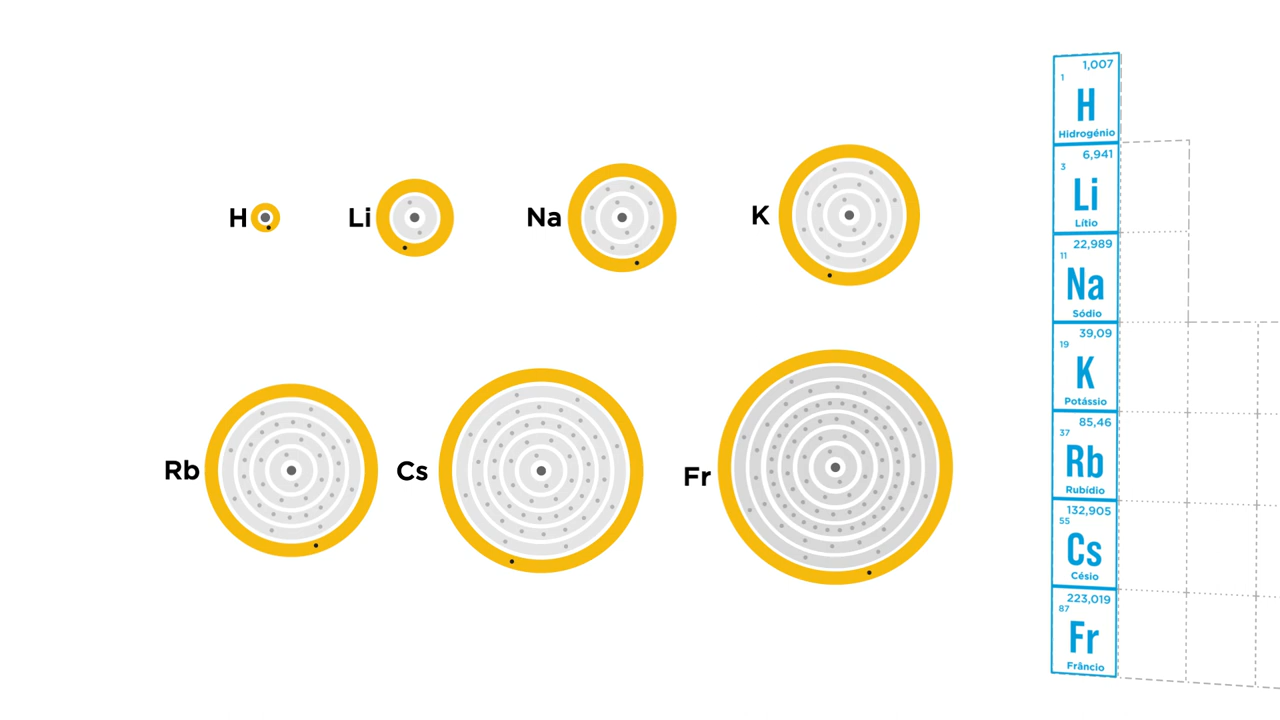 H
Li
Na
K
Rb
Cs
Fr
1,007
1
H
Hidrogénio
6,941
3
Li
Lítio
22,989
11
Na
Sódio
39,09
19
K
Potássio
85,46
37
Rb
Rubídio
132,905
55
Cs
Césio
223,019
87
Fr
Frâncio